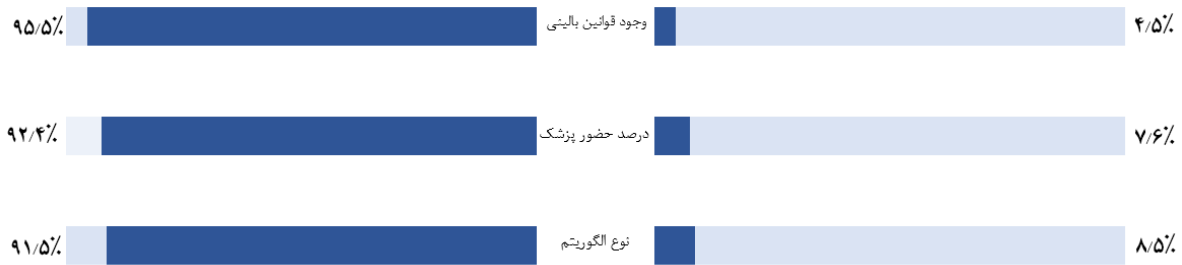 ۴٫۵٪ وجود قوانین بالینی ۹۵٫۵٪
۷٫۶٪ درصد حضور پزشک ۹۲٫۴٪
۸٫۵٪ نوع الگوریتم ۹۱٫۵٪